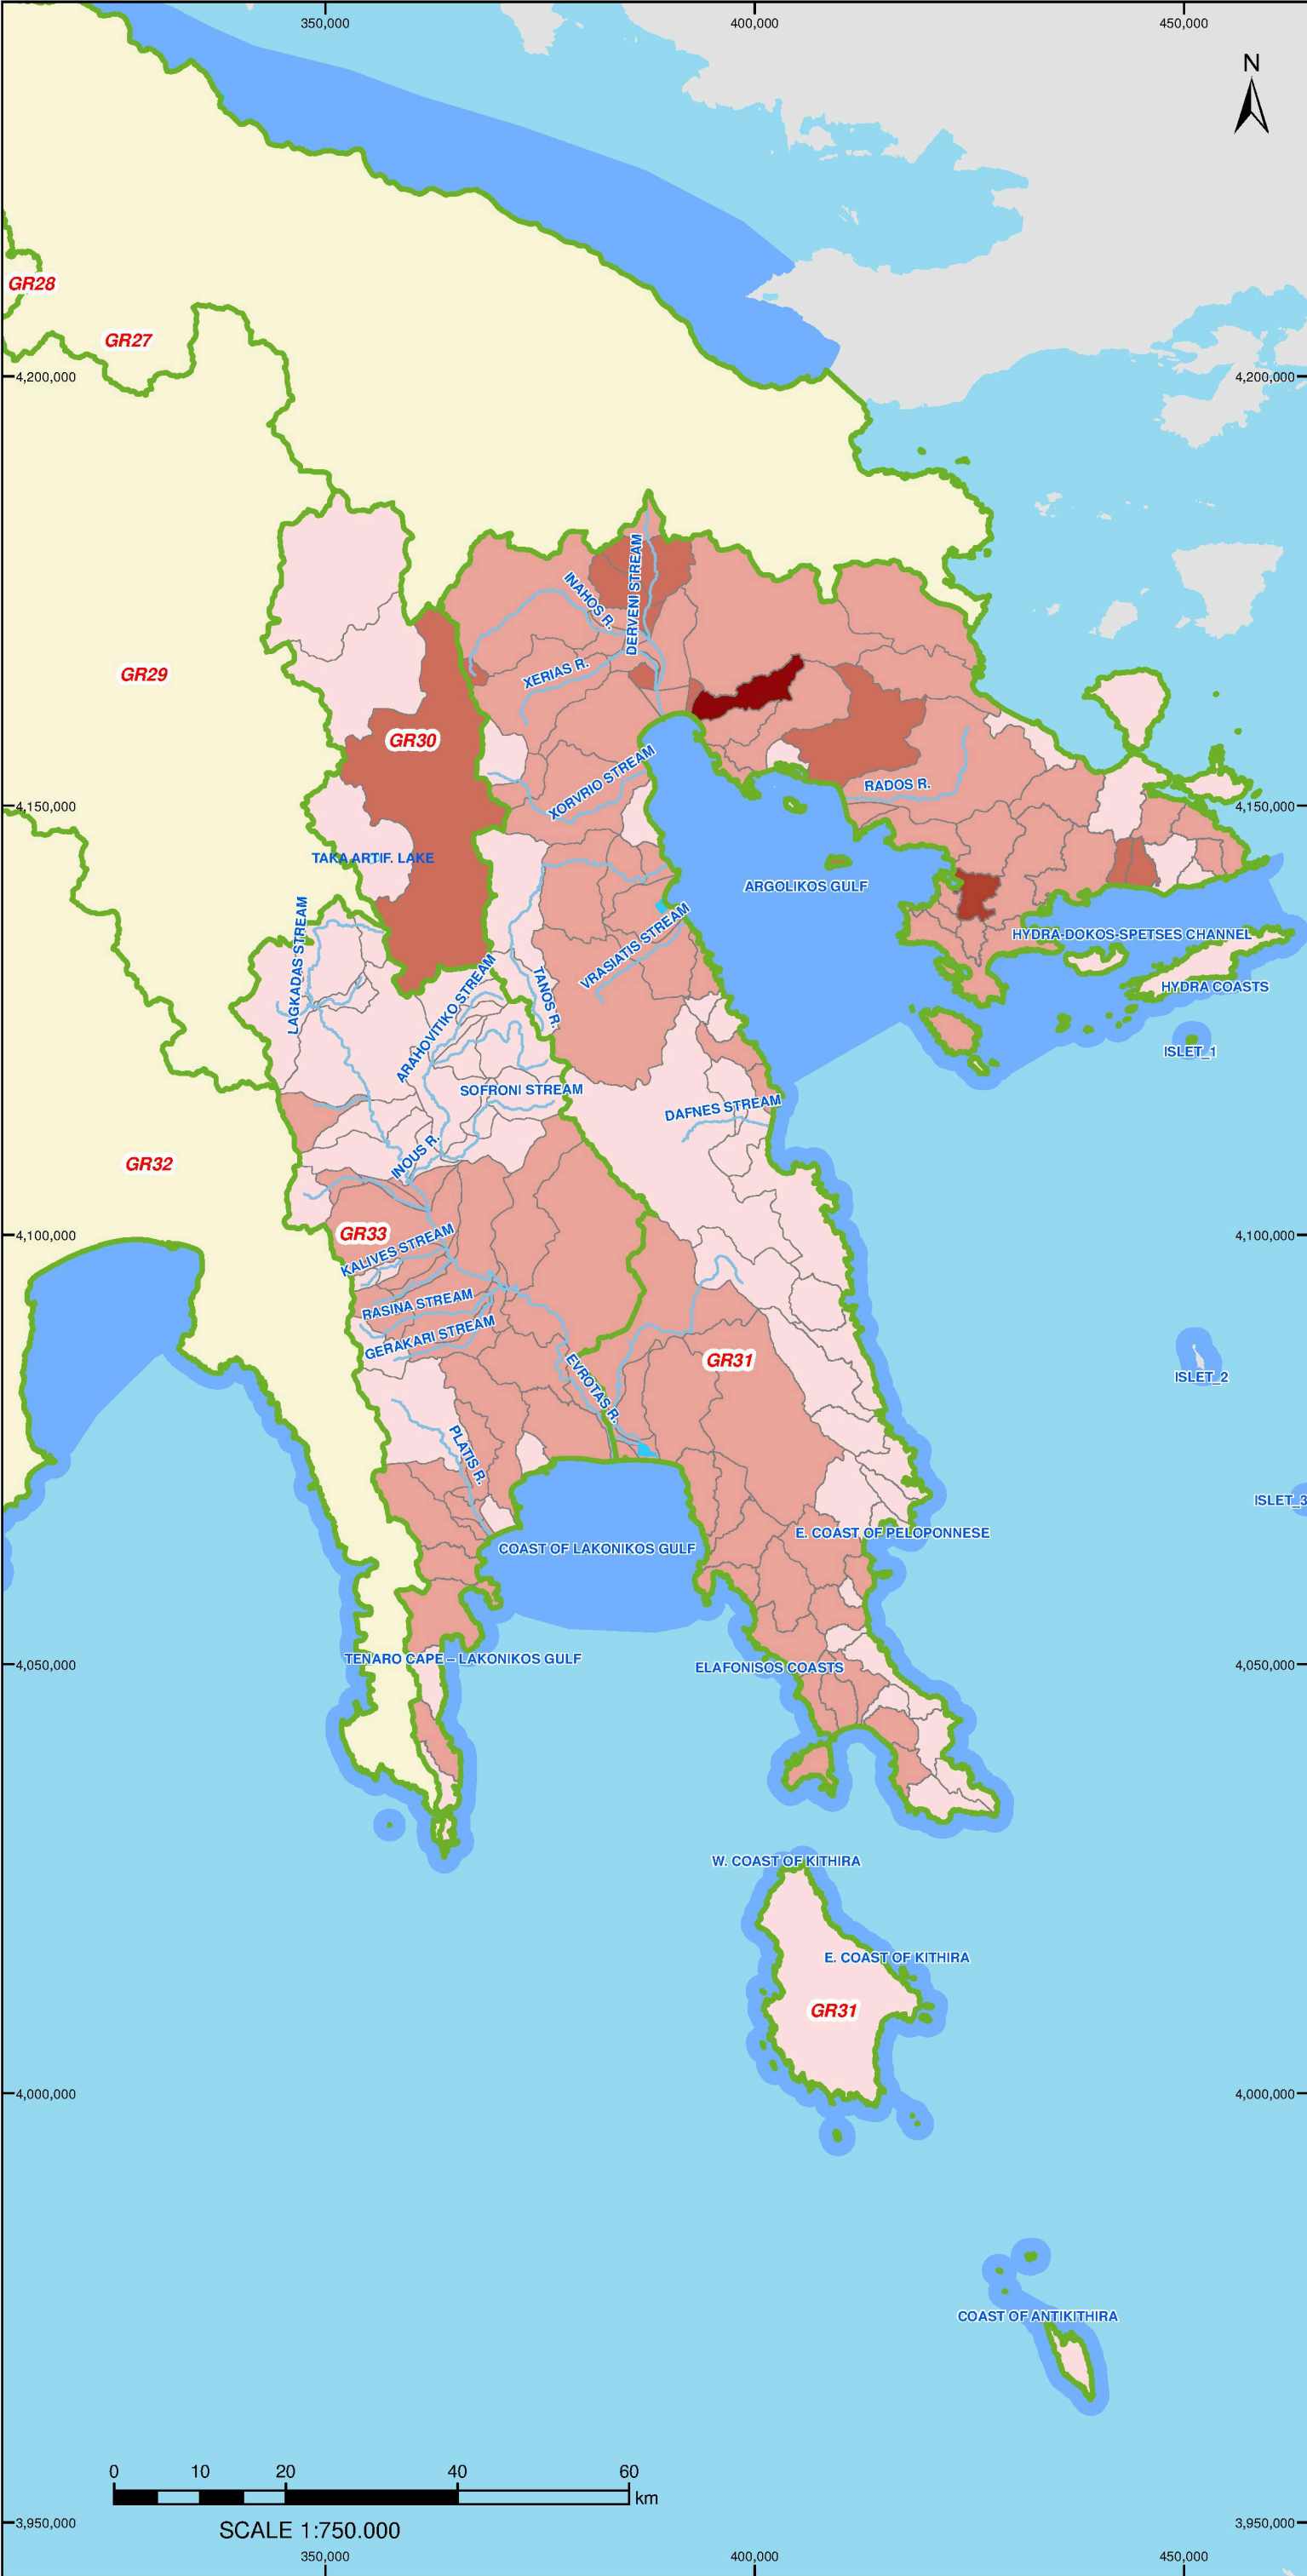 350,000
400,000
450,000
N
GR28
GR27
4,200,000
4,200,000
DERVENI STREAM
INAHOS R.
XERIAS R.
GR29
GR30
XORVRIO STREAM
RADOS R.
4,150,000
4,150,000
TAKA ARTIF. LAKE
ARGOLIKOS GULF
LAGKADAS STREAM
VRASIATIS STREAM
HYDRA-DOKOS-SPETSES CHANNEL
ARAHOVITIKO STREAM
TANOS R.
HYDRA COASTS
ISLET_1
SOFRONI STREAM
DAFNES STREAM
INOUS R.
GR32
GR33
4,100,000
4,100,000
KALIVES STREAM
RASINA STREAM
GERAKARI STREAM
GR31
EVROTAS R.
ISLET_2
PLATIS R.
ISLET_3
E. COAST OF PELOPONNESE
COAST OF LAKONIKOS GULF
TENARO CAPE – LAKONIKOS GULF
ELAFONISOS COASTS
4,050,000
4,050,000
W. COAST OF KITHIRA
E. COAST OF KITHIRA
GR31
4,000,000
4,000,000
COAST OF ANTIKITHIRA
0 10 20 40 60
km
SCALE 1:750.000
3,950,000
3,950,000
350,000
400,000
450,000